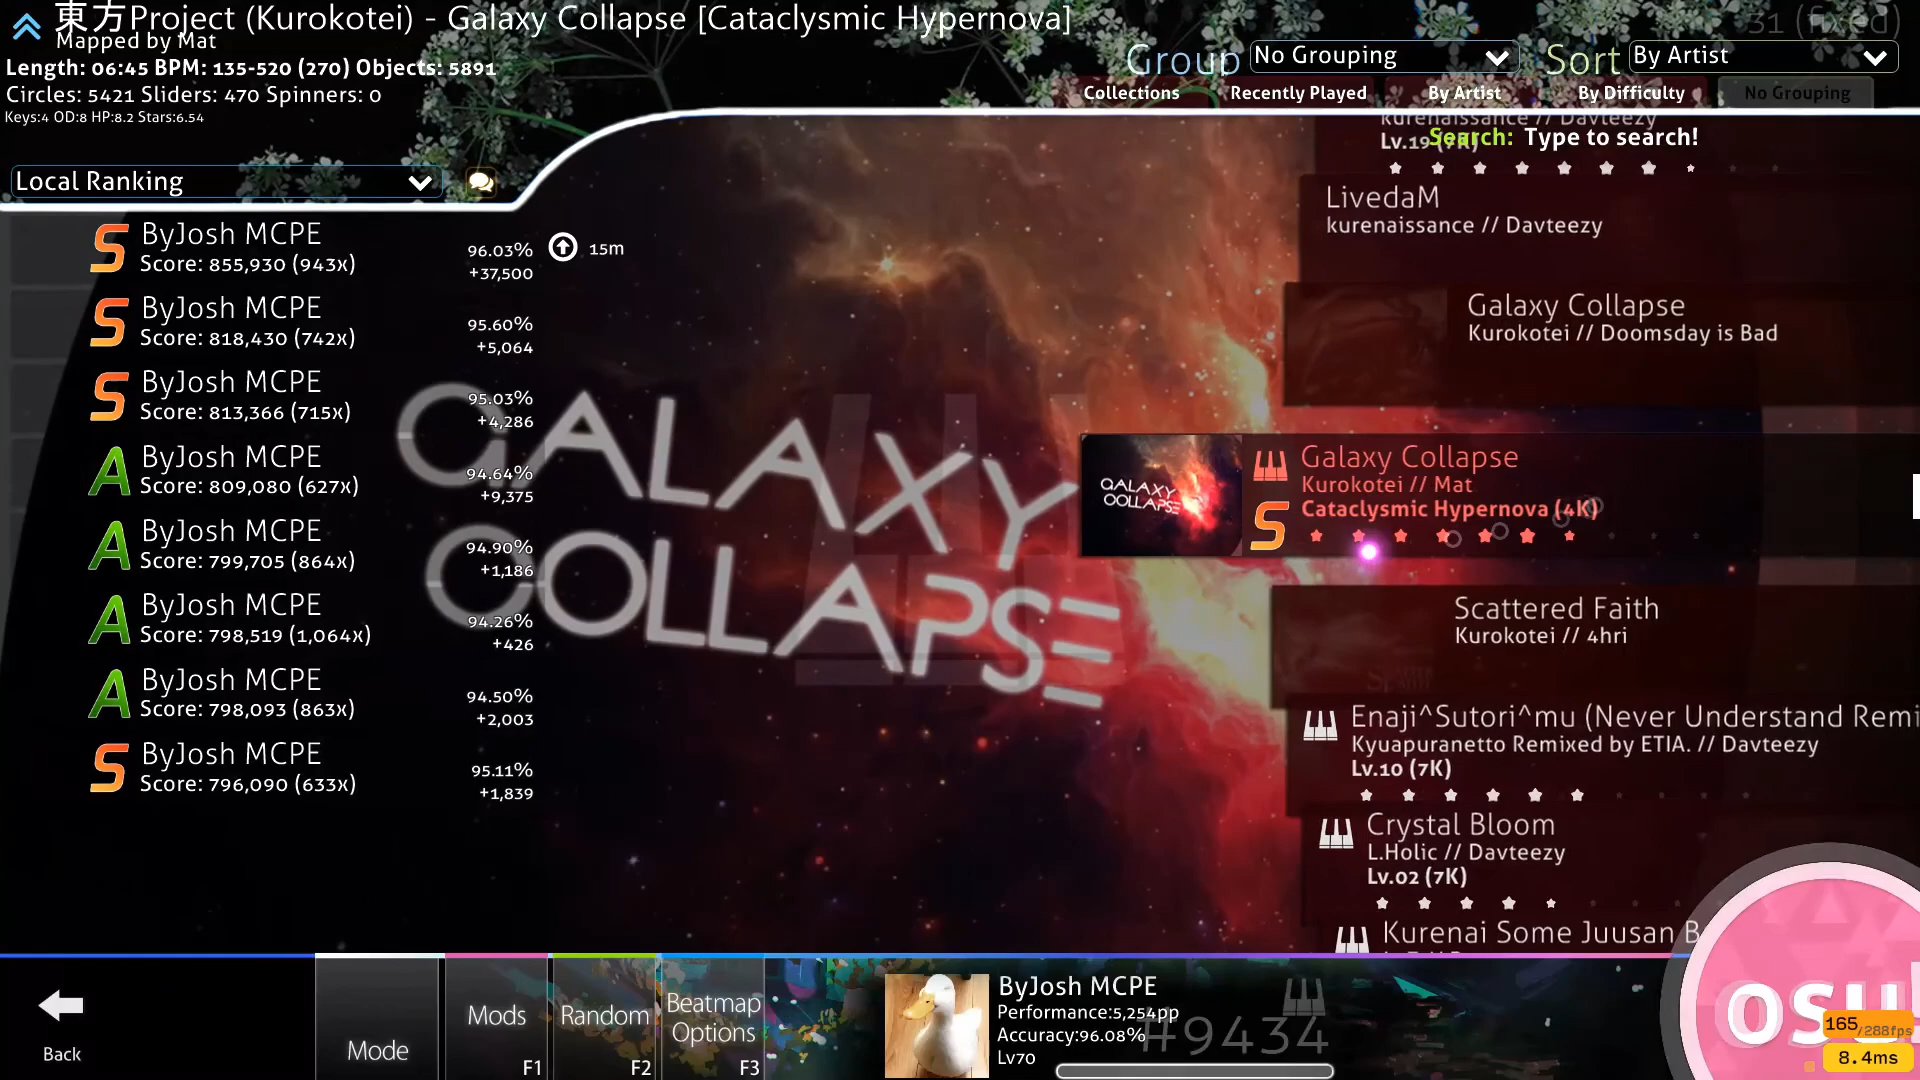 東方Project (Kurokotei) - Galaxy Collapse [Cataclysmic Hypernova]
Mapped by Mat
Length: 06:45 BPM: 135-520 (270) Objects: 5891
Circles: 5421 Sliders: 470 Spinners: 0
Keys:4 OD:8 HP:8.2 Stars:6.54
31 (fixed)
Group No Grouping Sort By Artist
Collections Recently Played By Artist By Difficulty No Grouping
Local Ranking
Search: Type to search!
ByJosh MCPE
Score: 855,930 (943x)
96.03%
+37,500
15m
ByJosh MCPE
Score: 818,430 (742x)
95.60%
+5,064
ByJosh MCPE
Score: 813,366 (715x)
95.03%
+4,286
ByJosh MCPE
Score: 809,080 (627x)
94.64%
+9,375
ByJosh MCPE
Score: 799,705 (864x)
94.90%
+1,186
ByJosh MCPE
Score: 798,519 (1,064x)
94.26%
+426
ByJosh MCPE
Score: 798,093 (863x)
94.50%
+2,003
ByJosh MCPE
Score: 796,090 (633x)
95.11%
+1,839
GALAXY
COLLAPSE
kurenaissance // Davteezy
Lv.19 (7K)
LivedaM
kurenaissance // Davteezy
Galaxy Collapse
Kurokotei // Doomsday is Bad
GALAXY
COLLAPSE
Galaxy Collapse
Kurokotei // Mat
Cataclysmic Hypernova (4K)
Scattered Faith
Kurokotei // 4hri
Enaji^Sutori^mu (Never Understand Remi
Kyuapuranetto Remixed by ETIA. // Davteezy
Lv.10 (7K)
Crystal Bloom
L.Holic // Davteezy
Lv.02 (7K)
Kurenai Some Juusan B
Back
Mode
Mods
F1
Random
F2
Beatmap
Options
F3
ByJosh MCPE
Performance:5,254pp
Accuracy:96.08%
Lv70
#9434
osu
165/288fps
8.4ms